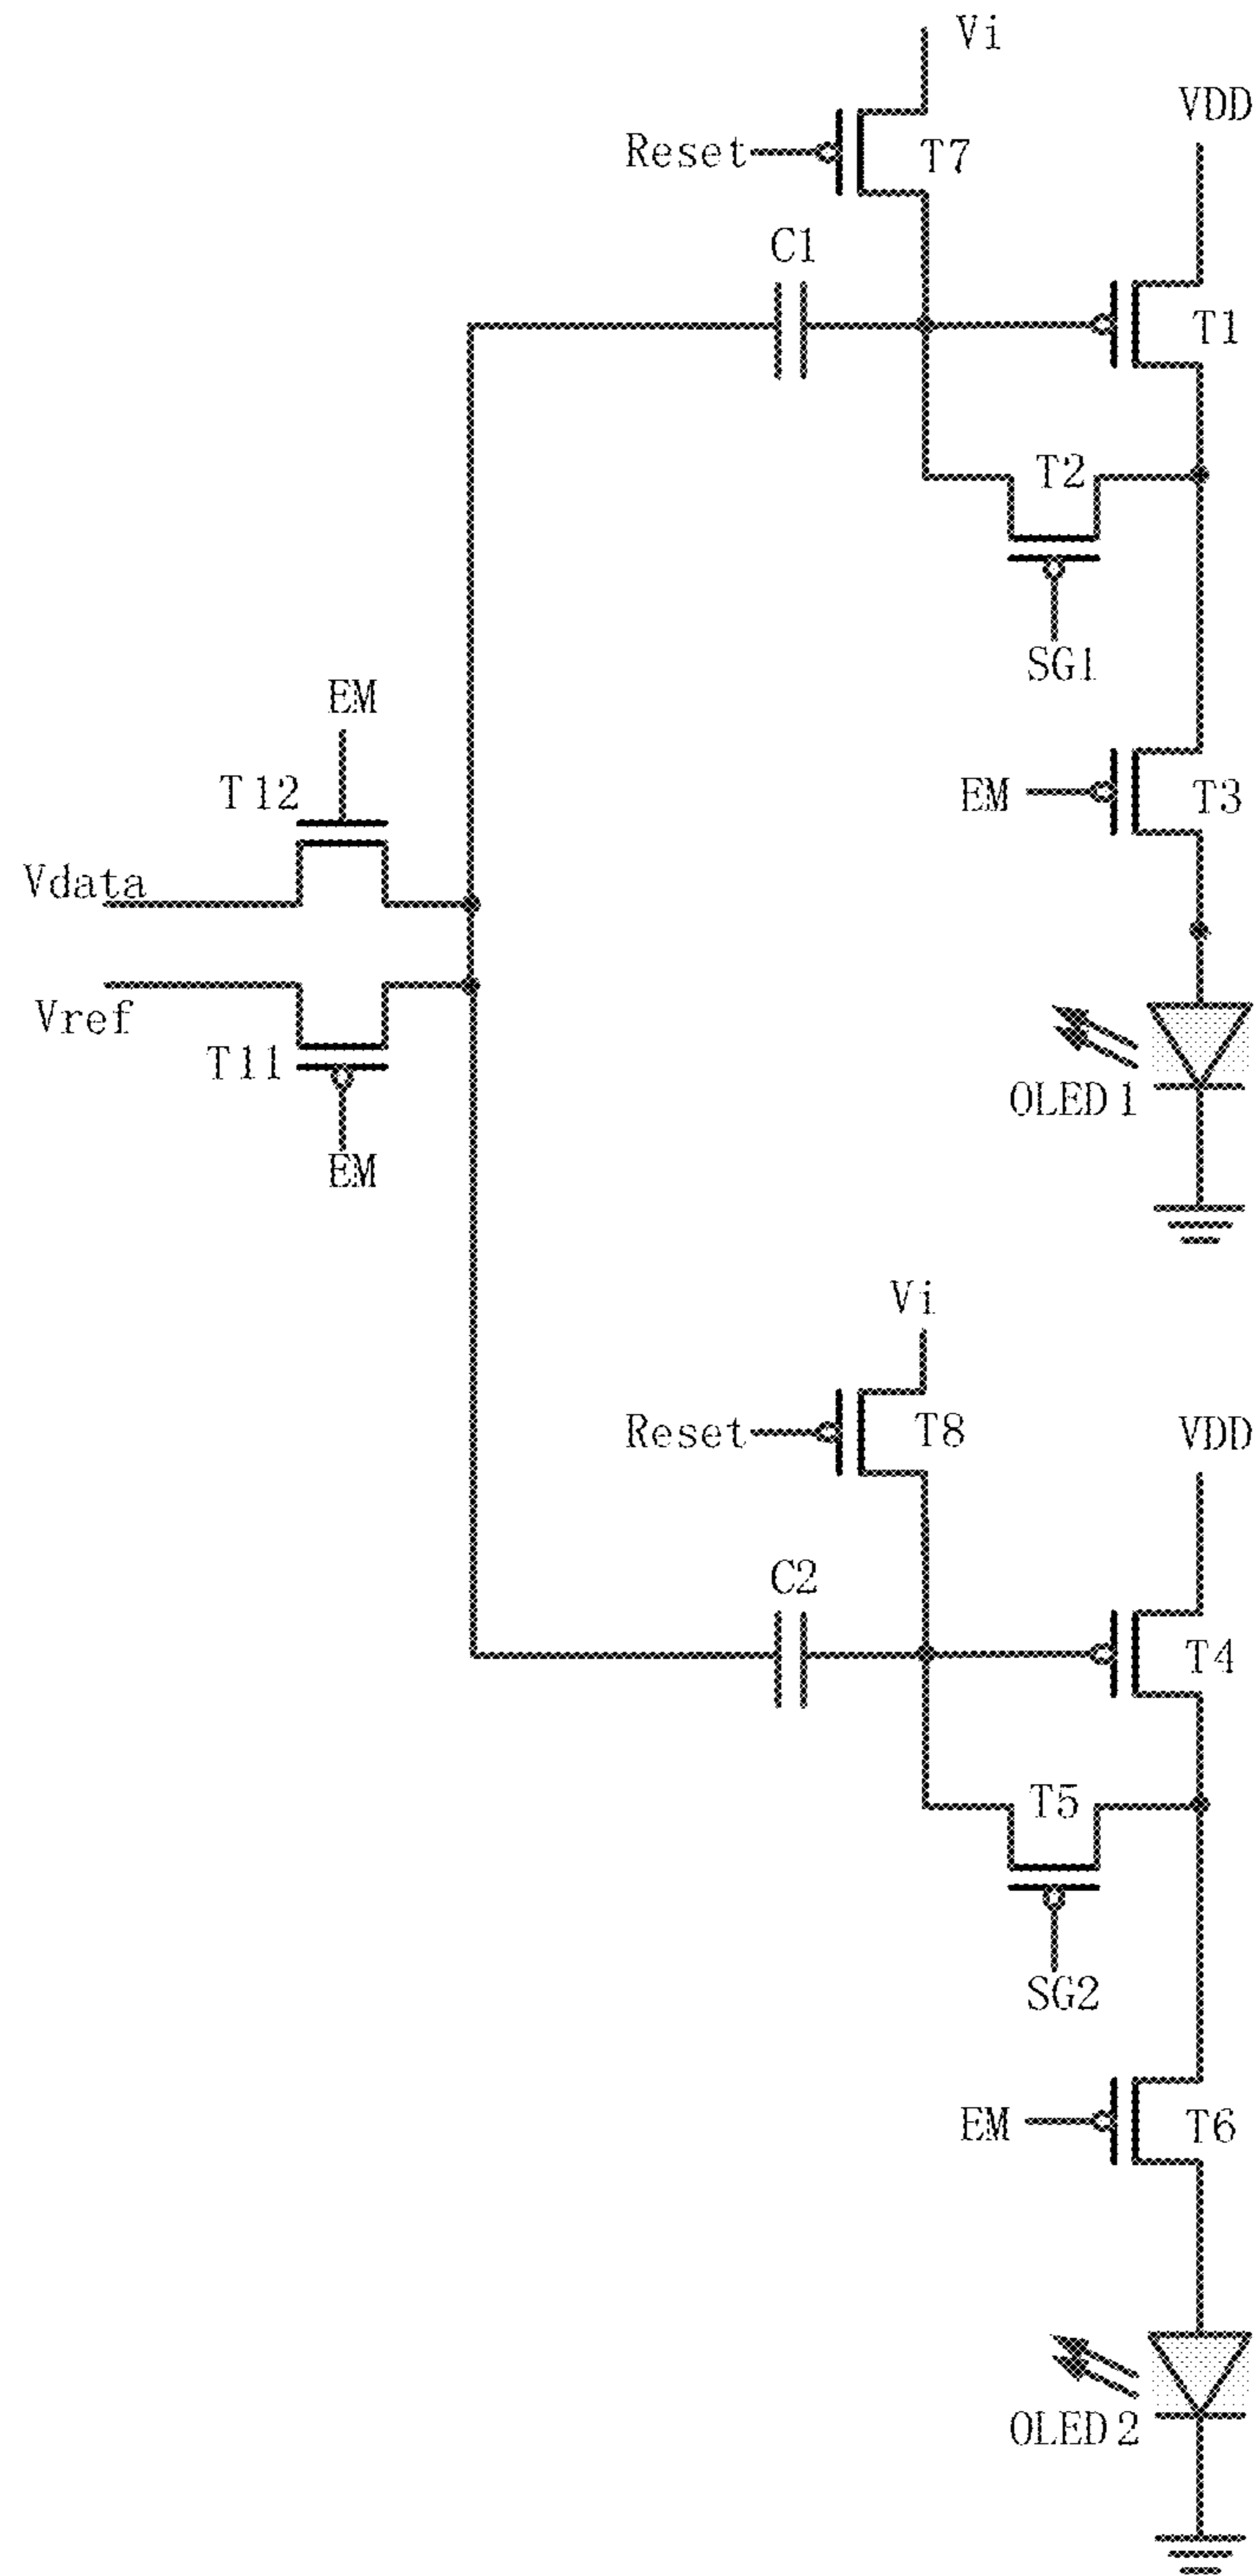 Vi
VDD
Reset
T7
C1
T1
T2
SG1
EM
T12
EM
T3
Vdata
Vref
T11
EM
OLED1
Vi
Reset
T8
VDD
C2
T4
T5
SG2
EM
T6
OLED2